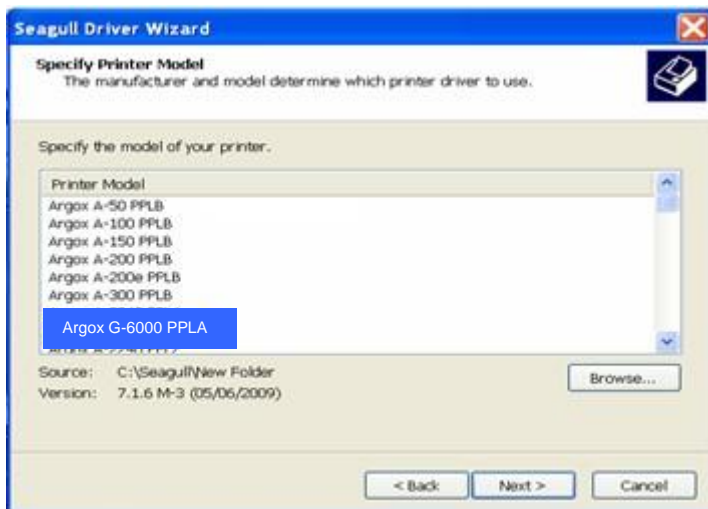 Seagull Driver Wizard
Specify Printer Model
The manufacturer and model determine which printer driver to use.
Specify the model of your printer.
Printer Model
Argox A-50 PPLB
Argox A-100 PPLB
Argox A-150 PPLB
Argox A-200 PPLB
Argox A-200e PPLB
Argox A-300 PPLB
Argox G-6000 PPLA
Source: C:\Seagull\New Folder
Browse...
Version: 7.1.6 M-3 (05/06/2009)
< Back Next > Cancel